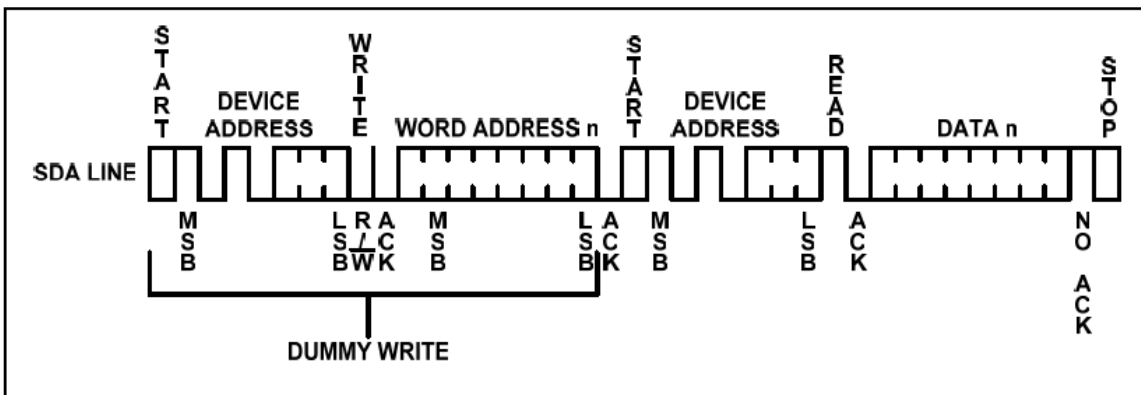 START
DEVICE
ADDRESS
WRITE
WORD ADDRESS n
START
DEVICE
ADDRESS
READ
DATA n
STOP
SDA LINE
MSB
LSB
R/W
ACK
MSB
LSB
ACK
MSB
LSB
ACK
NO ACK
DUMMY WRITE